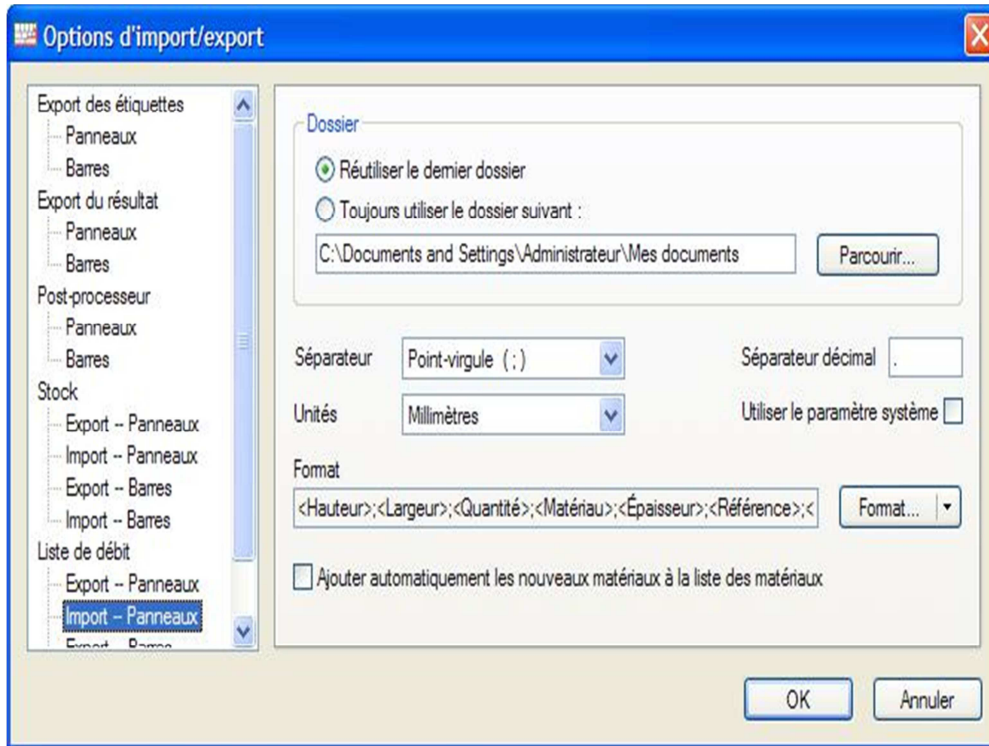 Options d'import/export
Export des étiquettes
Panneaux
Barres
Export du résultat
Panneaux
Barres
Post-processeur
Panneaux
Barres
Stock
Export -- Panneaux
Import -- Panneaux
Export -- Barres
Import -- Barres
Liste de débit
Export -- Panneaux
Import -- Panneaux
Export -- Barres
Dossier
Réutiliser le dernier dossier
Toujours utiliser le dossier suivant :
C:\Documents and Settings\Administrateur\Mes documents
Parcourir...
Séparateur
Point-virgule ( ; )
Séparateur décimal
.
Unités
Millimètres
Utiliser le paramètre système
Format
<Hauteur>;<Largeur>;<Quantité>;<Matériau>;<Épaisseur>;<Référence>;<
Format...
Ajouter automatiquement les nouveaux matériaux à la liste des matériaux
OK
Annuler